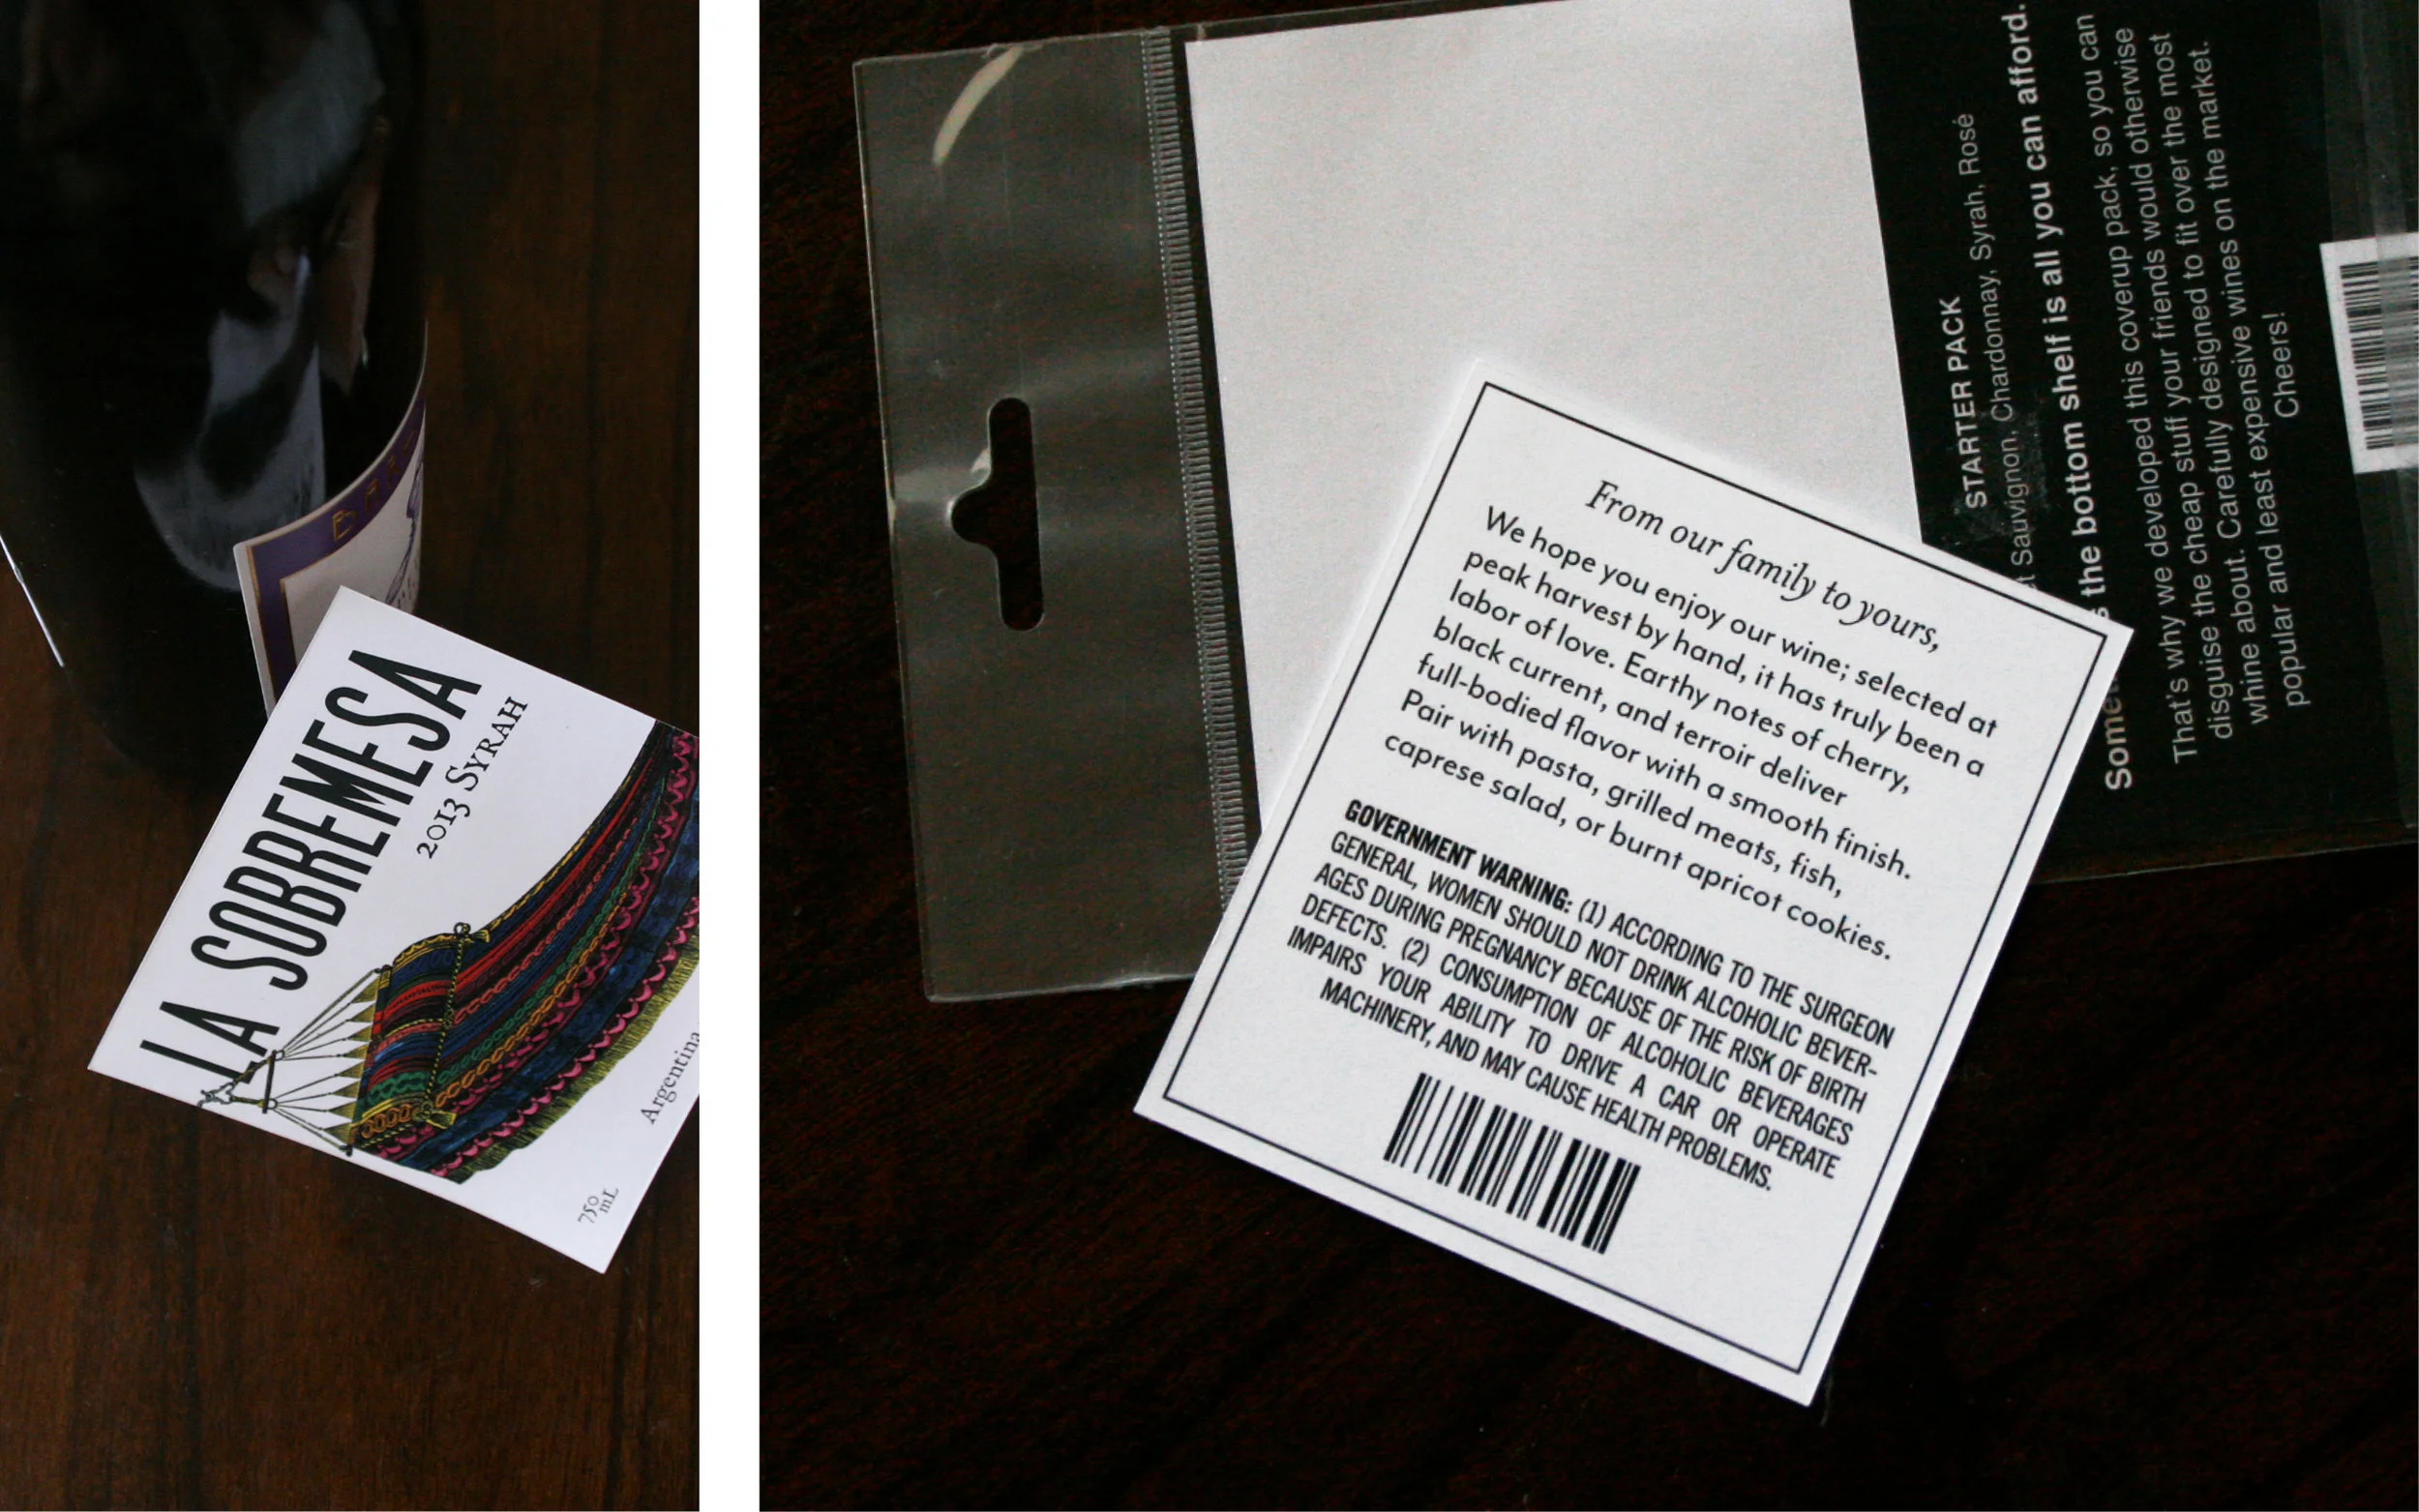 LA SOBREMESA
2013 SYRAH
Argentina
750
mL
STARTER PACK
Sauvignon, Chardonnay, Syrah, Rosé
the bottom shelf is all you can afford.
That's why we developed this coverup pack, so you can
disguise the cheap stuff your friends would otherwise
whine about. Carefully designed to fit over the most
popular and least expensive wines on the market.
Cheers!
From our family to yours,
We hope you enjoy our wine; selected at
peak harvest by hand, it has truly been a
labor of love. Earthy notes of cherry,
black current, and terroir deliver
full-bodied flavor with a smooth finish.
Pair with pasta, grilled meats, fish,
caprese salad, or burnt apricot cookies.
GOVERNMENT WARNING: (1) ACCORDING TO THE SURGEON
GENERAL, WOMEN SHOULD NOT DRINK ALCOHOLIC BEVER-
AGES DURING PREGNANCY BECAUSE OF THE RISK OF BIRTH
DEFECTS. (2) CONSUMPTION OF ALCOHOLIC BEVERAGES
IMPAIRS YOUR ABILITY TO DRIVE A CAR OR OPERATE
MACHINERY, AND MAY CAUSE HEALTH PROBLEMS.